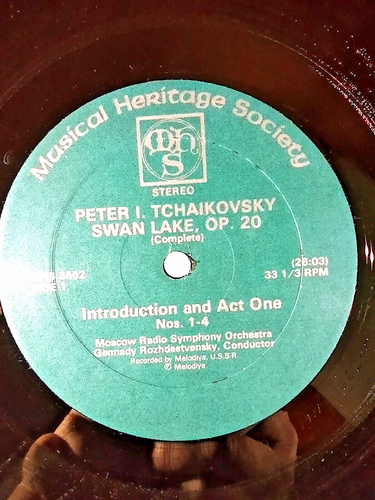 Musical Heritage Society
mhs
STEREO
PETER I. TCHAIKOVSKY
SWAN LAKE, OP. 20
(Complete)
(26:03)
33 1/3 RPM
Introduction and Act One
Nos. 1-4
Moscow Radio Symphony Orchestra
Gennady Rozhdestvensky, Conductor
Recorded by Melodiya, U.S.S.R.
℗ Melodiya